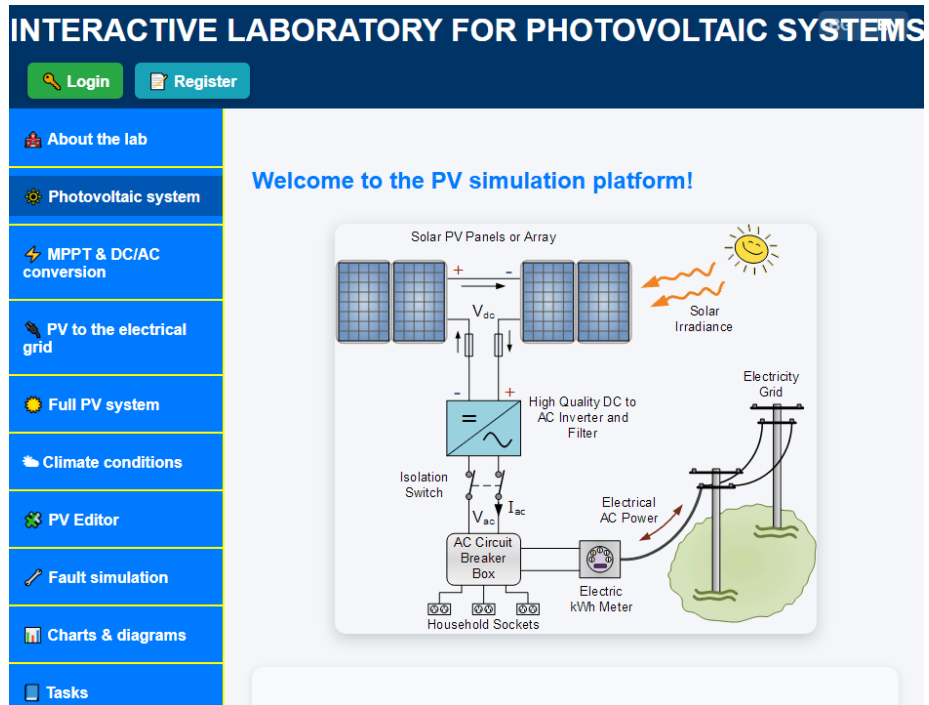 INTERACTIVE LABORATORY FOR PHOTOVOLTAIC SYSTEMS
Login
Register
About the lab
Photovoltaic system
MPPT & DC/AC
conversion
PV to the electrical
grid
Full PV system
Climate conditions
PV Editor
Fault simulation
Charts & diagrams
Tasks
Welcome to the PV simulation platform!
Solar PV Panels or Array
+
-
Vdc
Solar
Irradiance
-
+
High Quality DC to
AC Inverter and
Filter
Electricity
Grid
Isolation
Switch
Iac
Vac
Electrical
AC Power
AC Circuit
Breaker
Box
Electric
kWh Meter
Household Sockets